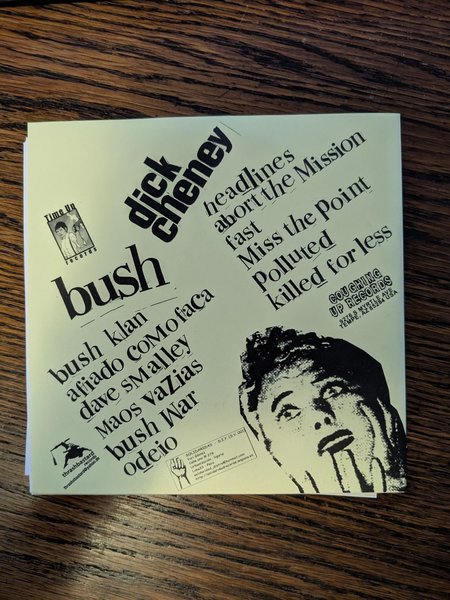 Time Up
records
dick
cheney
headlines
abort the Mission
fast
Miss the Point
Polluted
killed for less
bush
bush klan
afiado coMo faca
dave sMalley
Maos vaZias
bush War
odeio
COUGHING
UP RECORDS
thrashbastard